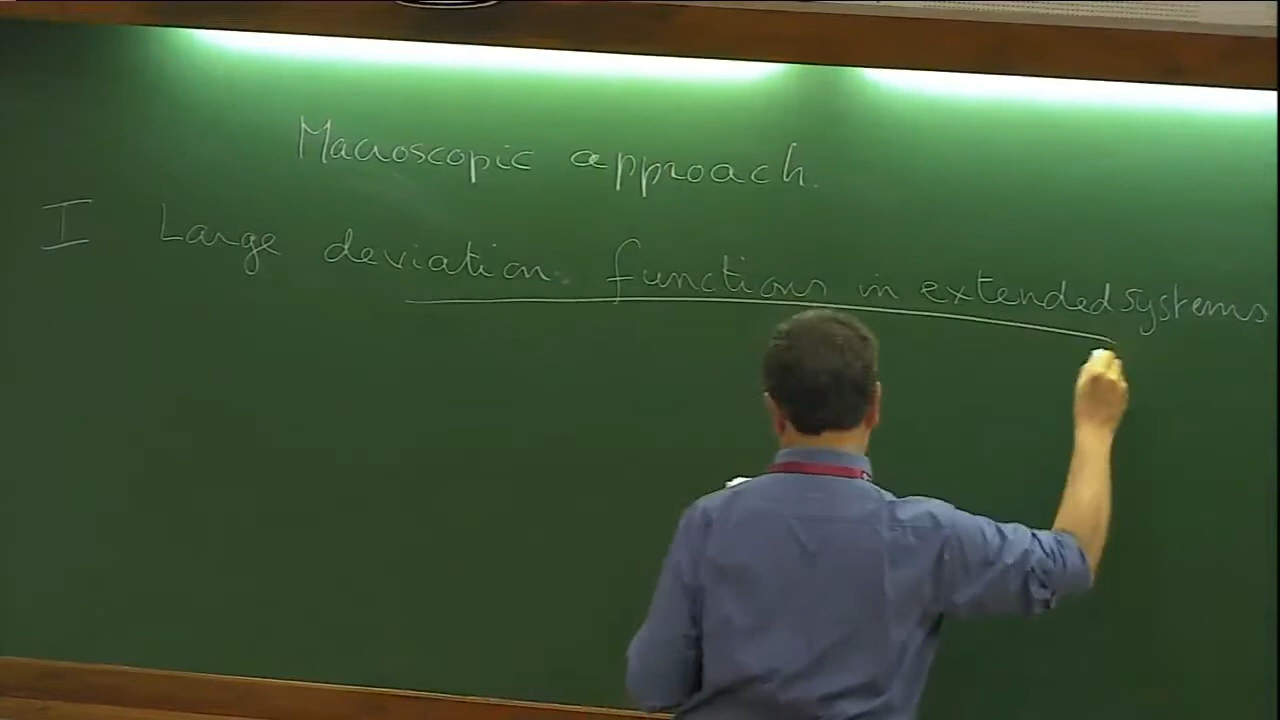 Macroscopic approach.
I Large deviation functions in extended systems